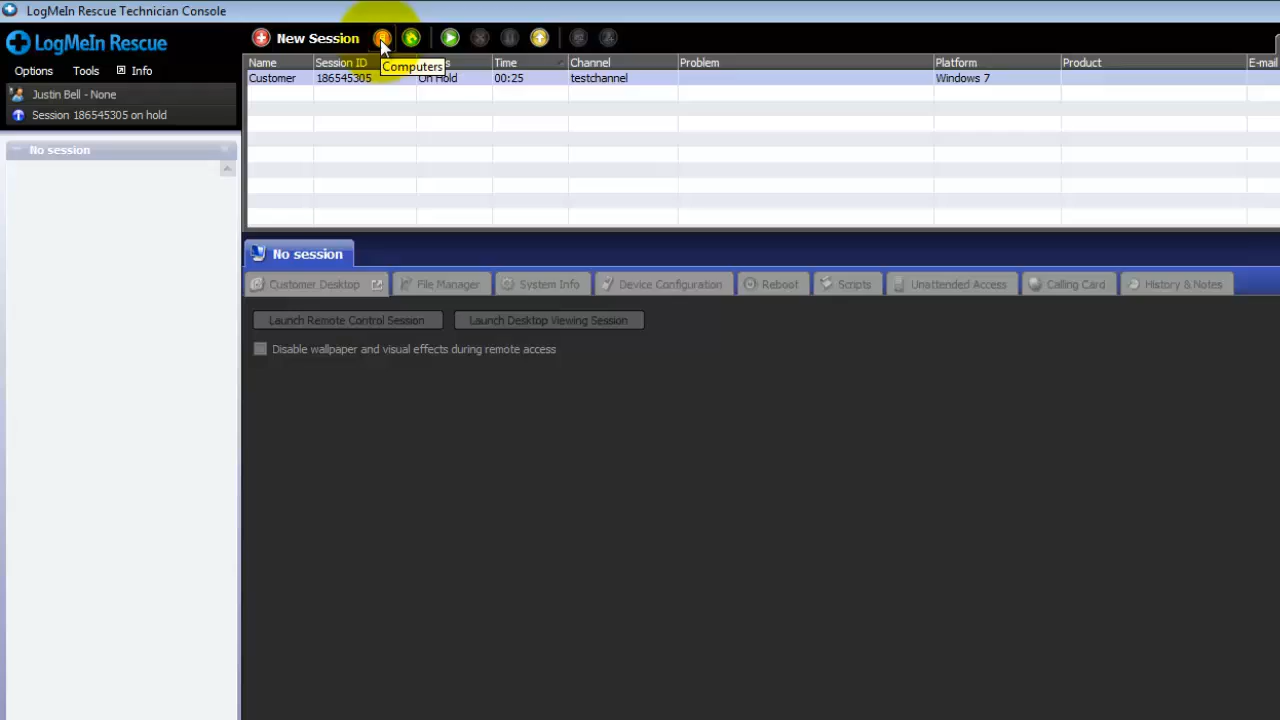 LogMeIn Rescue Technician Console
LogMeIn Rescue
New Session
Computers
Options Tools Info
Name Session ID Time Channel Problem Platform Product E-mail
Customer 186545305 On Hold 00:25 testchannel Windows 7
Justin Bell - None
Session 186545305 on hold
No session
No session
Customer Desktop File Manager System Info Device Configuration Reboot Scripts Unattended Access Calling Card History & Notes
Launch Remote Control Session Launch Desktop Viewing Session
Disable wallpaper and visual effects during remote access